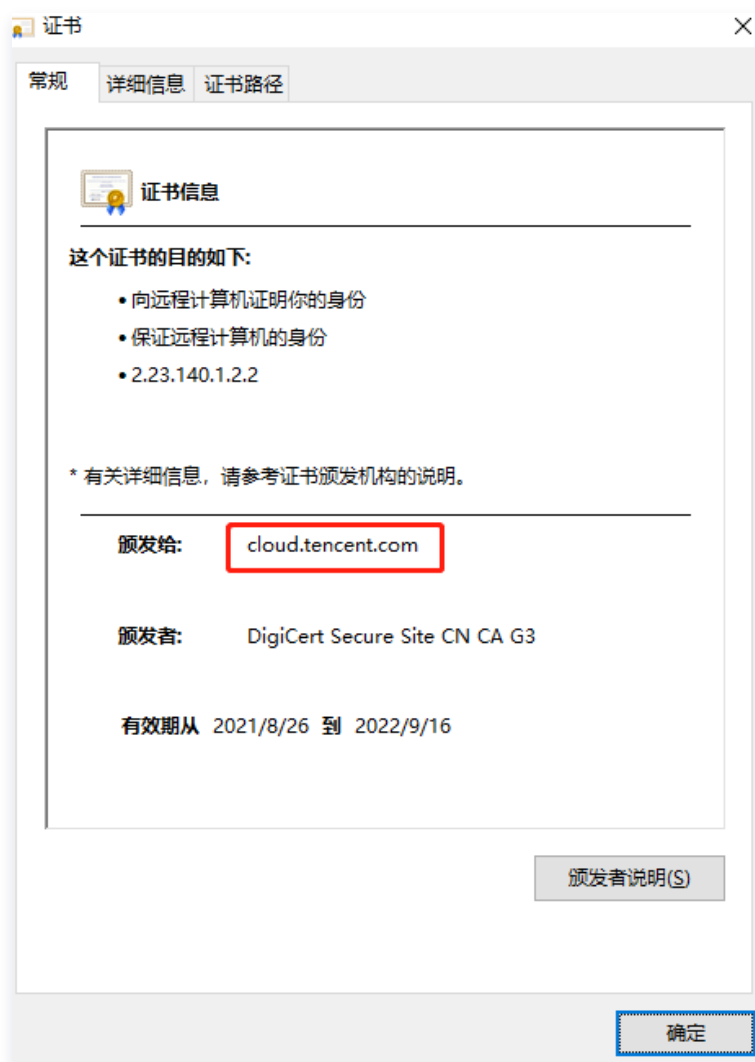 证书
常规
详细信息
证书路径
证书信息
这个证书的目的如下:
• 向远程计算机证明你的身份
• 保证远程计算机的身份
• 2.23.140.1.2.2
* 有关详细信息，请参考证书颁发机构的说明。
颁发给: cloud.tencent.com
颁发者: DigiCert Secure Site CN CA G3
有效期从 2021/8/26 到 2022/9/16
颁发者说明(S)
确定